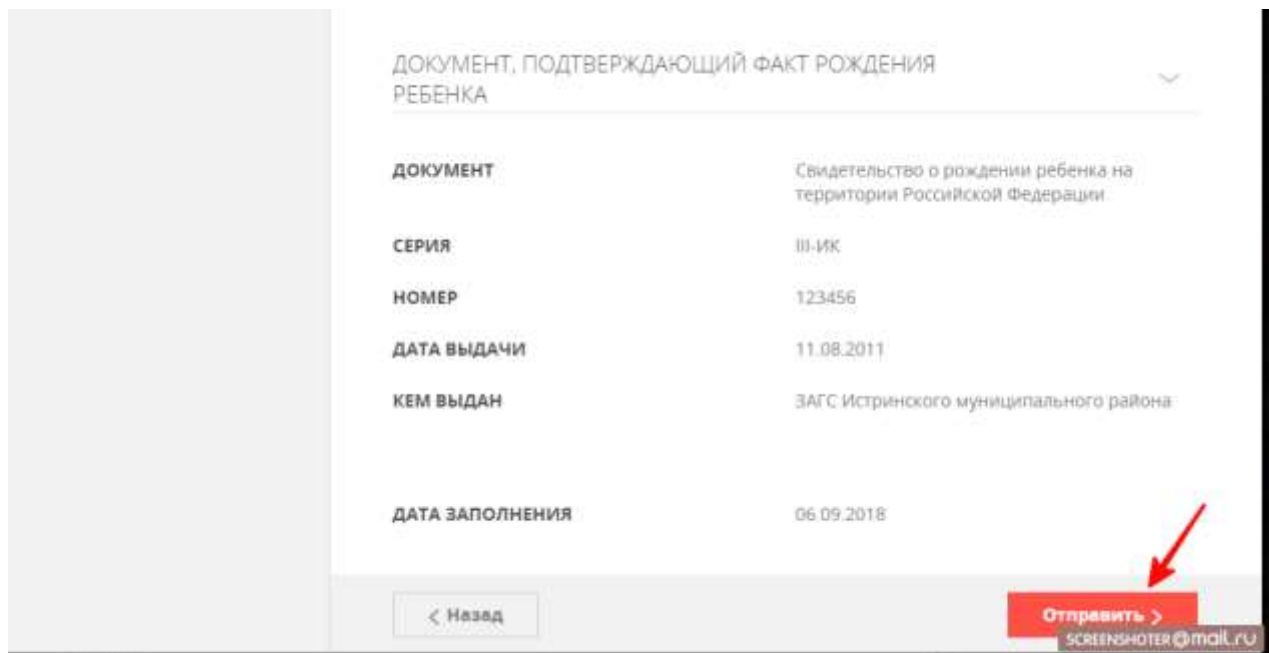 ДОКУМЕНТ, ПОДТВЕРЖДАЮЩИЙ ФАКТ РОЖДЕНИЯ
РЕБЕНКА
ДОКУМЕНТ
Свидетельство о рождении ребенка на
территории Российской Федерации
СЕРИЯ
III-ИК
НОМЕР
123456
ДАТА ВЫДАЧИ
11.08.2011
КЕМ ВЫДАН
ЗАГС Истринского муниципального района
ДАТА ЗАПОЛНЕНИЯ
06.09.2018
< Назад
Отправить >
SCREENSHOTER@mail.ru